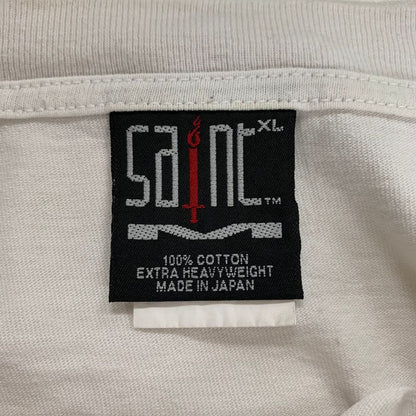 saint XL
™
100% COTTON
EXTRA HEAVYWEIGHT
MADE IN JAPAN